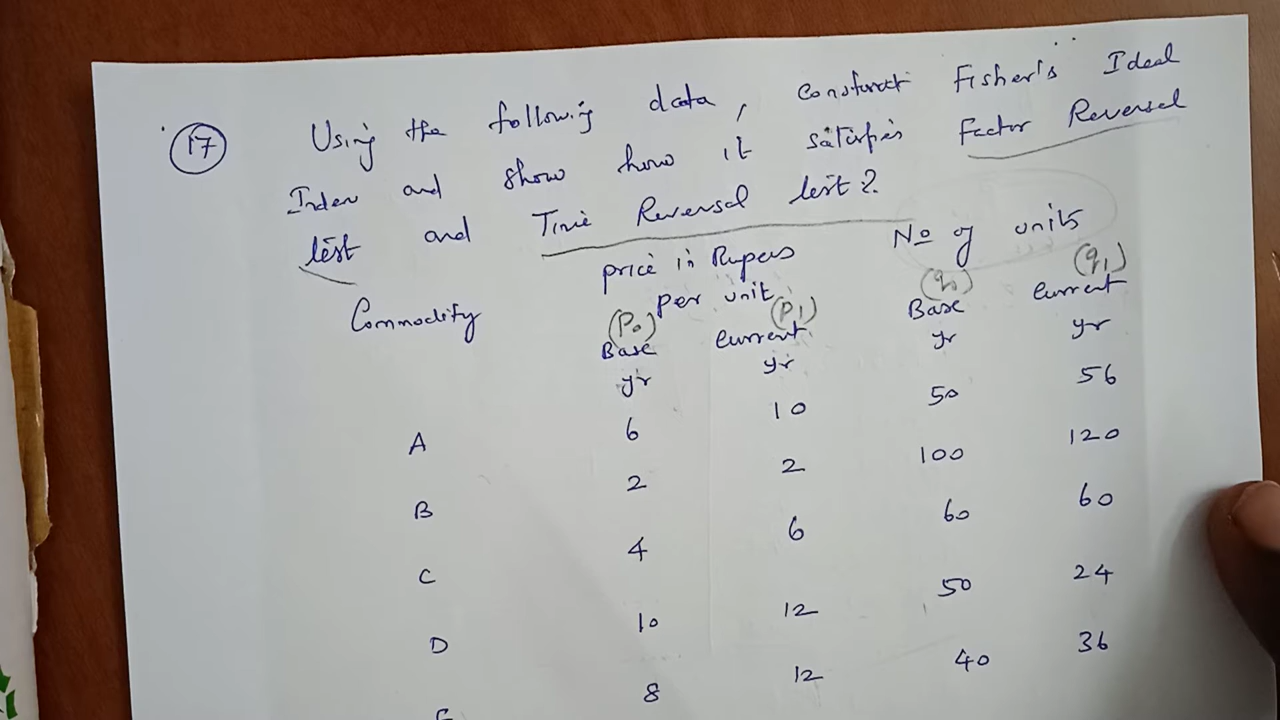 17 Using the following data, construct Fisher's Ideal
Index and show how it satisfies Factor Reversal
test and Time Reversal test?
Commodity price in Rupees No of units
per unit
(P₀) (P₁) (q₀) (q₁)
Base Current Base Current
yr yr yr yr
A 6 10 50 56
B 2 2 100 120
C 4 6 60 60
D 10 12 50 24
8 12 40 36